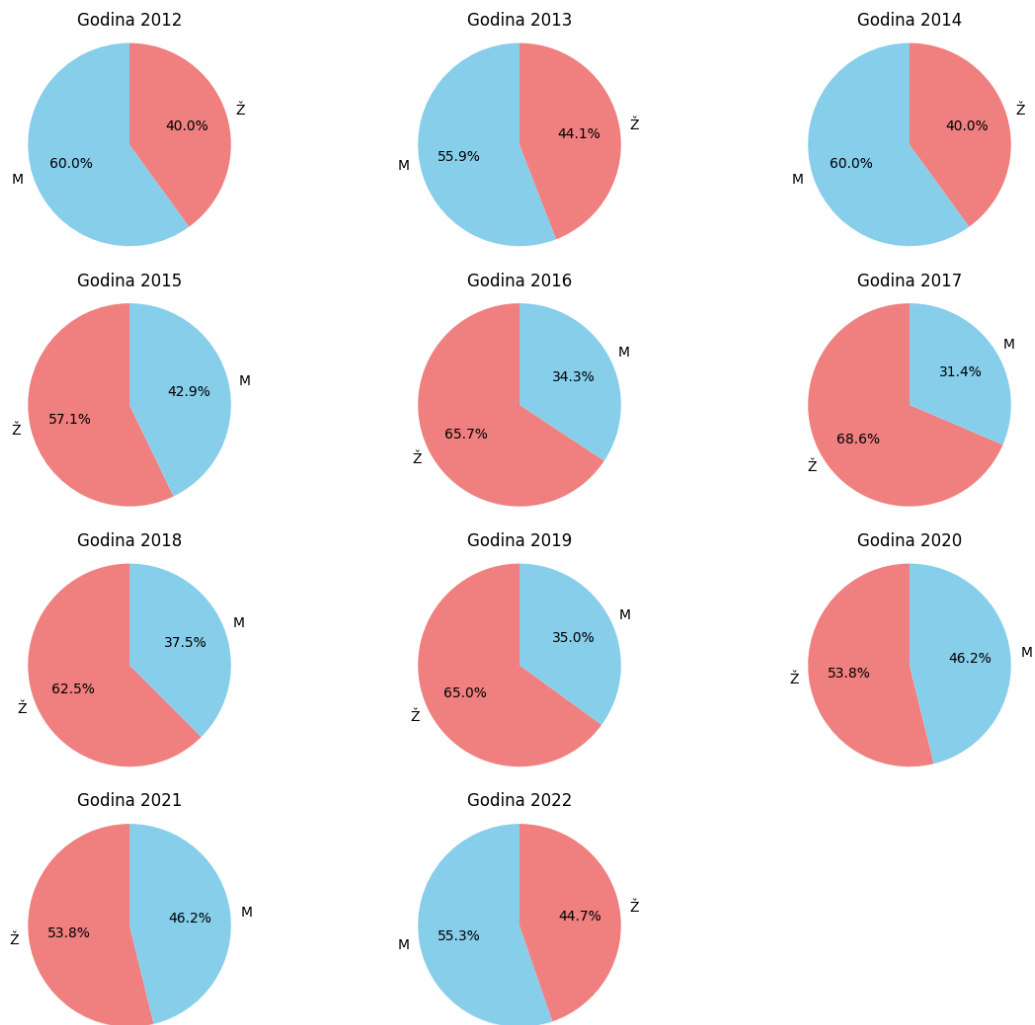 Godina 2012
Ž
40.0%
60.0%
M
Godina 2013
Ž
44.1%
55.9%
M
Godina 2014
Ž
40.0%
60.0%
M
Godina 2015
M
42.9%
57.1%
Ž
Godina 2016
M
34.3%
65.7%
Ž
Godina 2017
M
31.4%
68.6%
Ž
Godina 2018
M
37.5%
62.5%
Ž
Godina 2019
M
35.0%
65.0%
Ž
Godina 2020
M
46.2%
53.8%
Ž
Godina 2021
M
46.2%
53.8%
Ž
Godina 2022
Ž
44.7%
55.3%
M